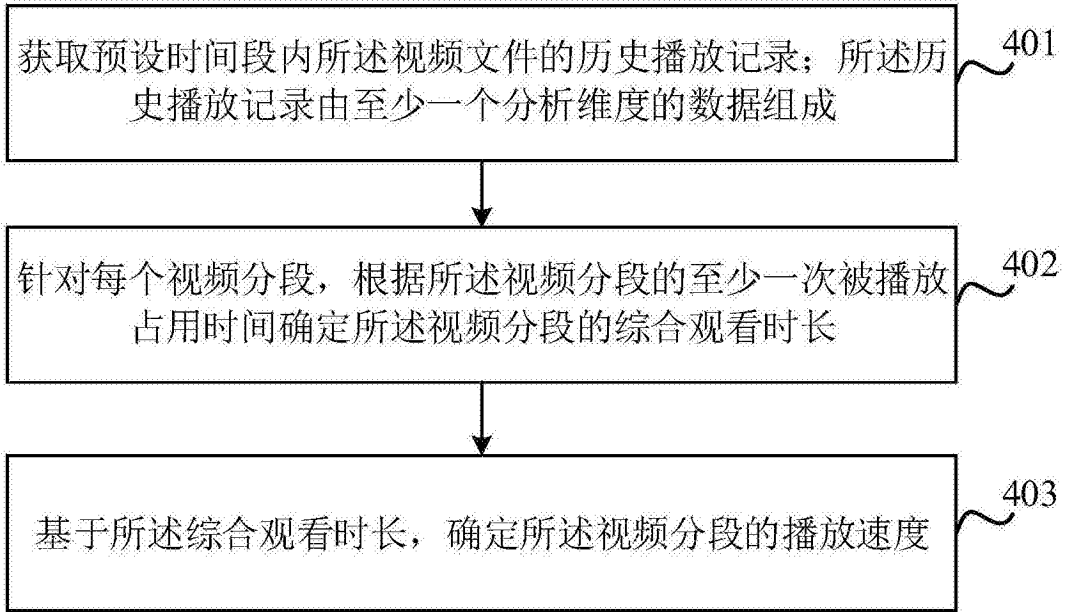 获取预设时间段内所述视频文件的历史播放记录；所述历
史播放记录由至少一个分析维度的数据组成
401
针对每个视频分段，根据所述视频分段的至少一次被播放
占用时间确定所述视频分段的综合观看时长
402
基于所述综合观看时长，确定所述视频分段的播放速度
403